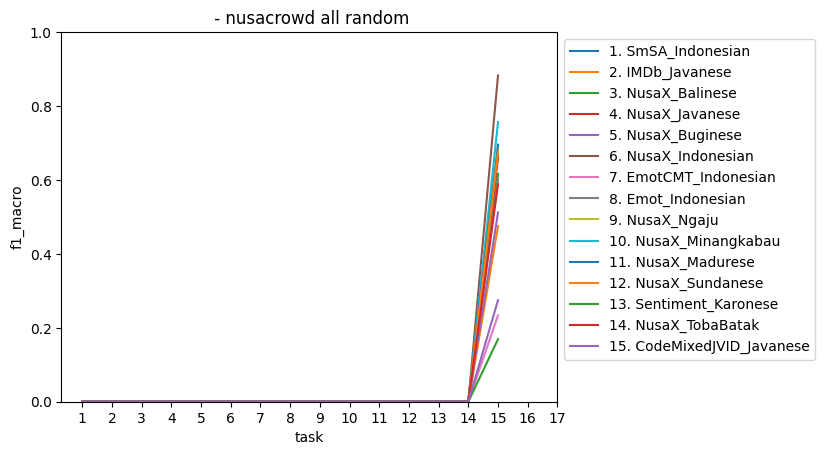 - nusacrowd all random
f1_macro
1.0
0.8
0.6
0.4
0.2
0.0
1 2 3 4 5 6 7 8 9 10 11 12 13 14 15 16 17
task
1. SmSA_Indonesian
2. IMDb_Javanese
3. NusaX_Balinese
4. NusaX_Javanese
5. NusaX_Buginese
6. NusaX_Indonesian
7. EmotCMT_Indonesian
8. Emot_Indonesian
9. NusaX_Ngaju
10. NusaX_Minangkabau
11. NusaX_Madurese
12. NusaX_Sundanese
13. Sentiment_Karonese
14. NusaX_TobaBatak
15. CodeMixedJVID_Javanese